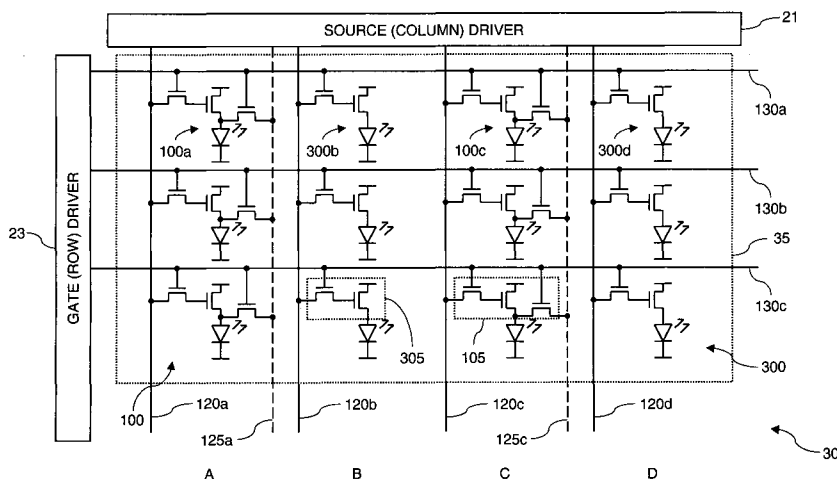 SOURCE (COLUMN) DRIVER
21
GATE (ROW) DRIVER
23
130a
100a
300b
100c
300d
130b
35
130c
305
105
300
100
120a
125a
120b
120c
125c
120d
30
A
B
C
D